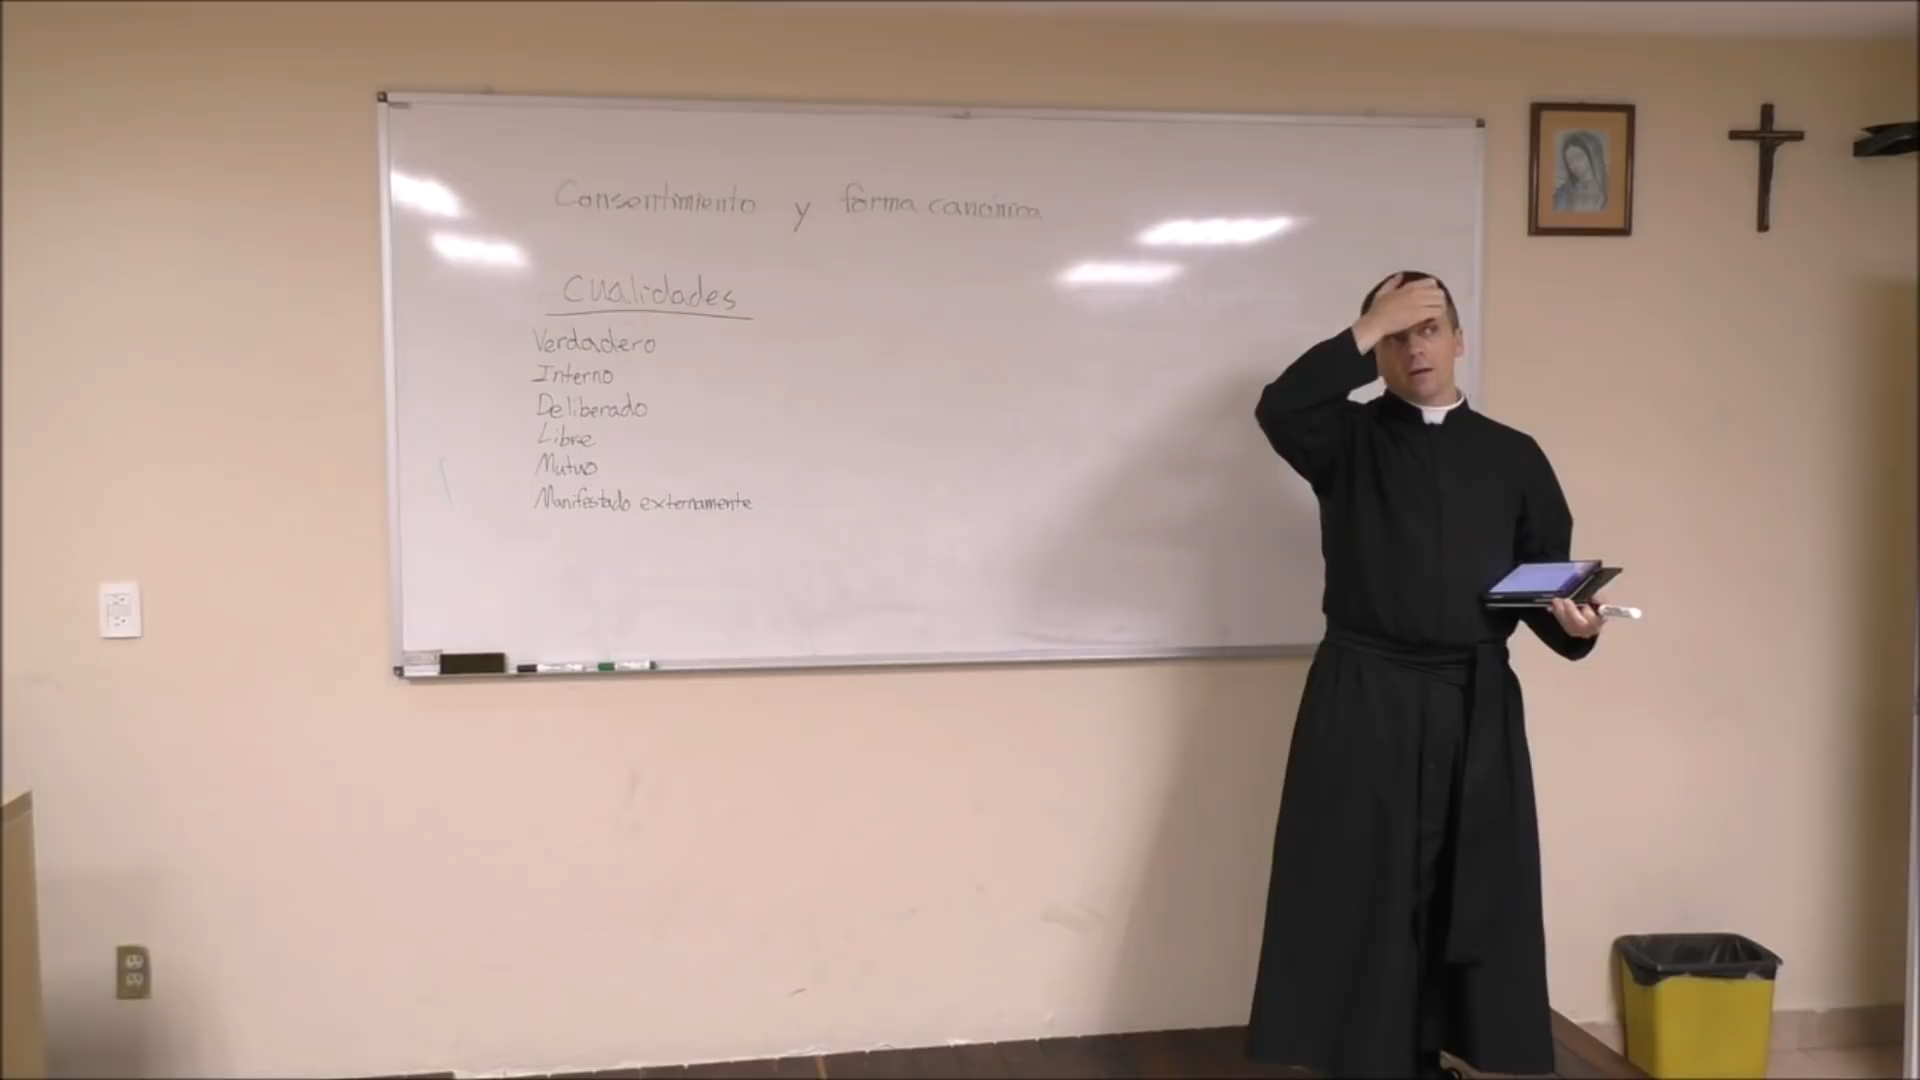 Consentimiento y forma canónica
Cualidades
Verdadero
Interno
Deliberado
Libre
Mutuo
Manifestado externamente